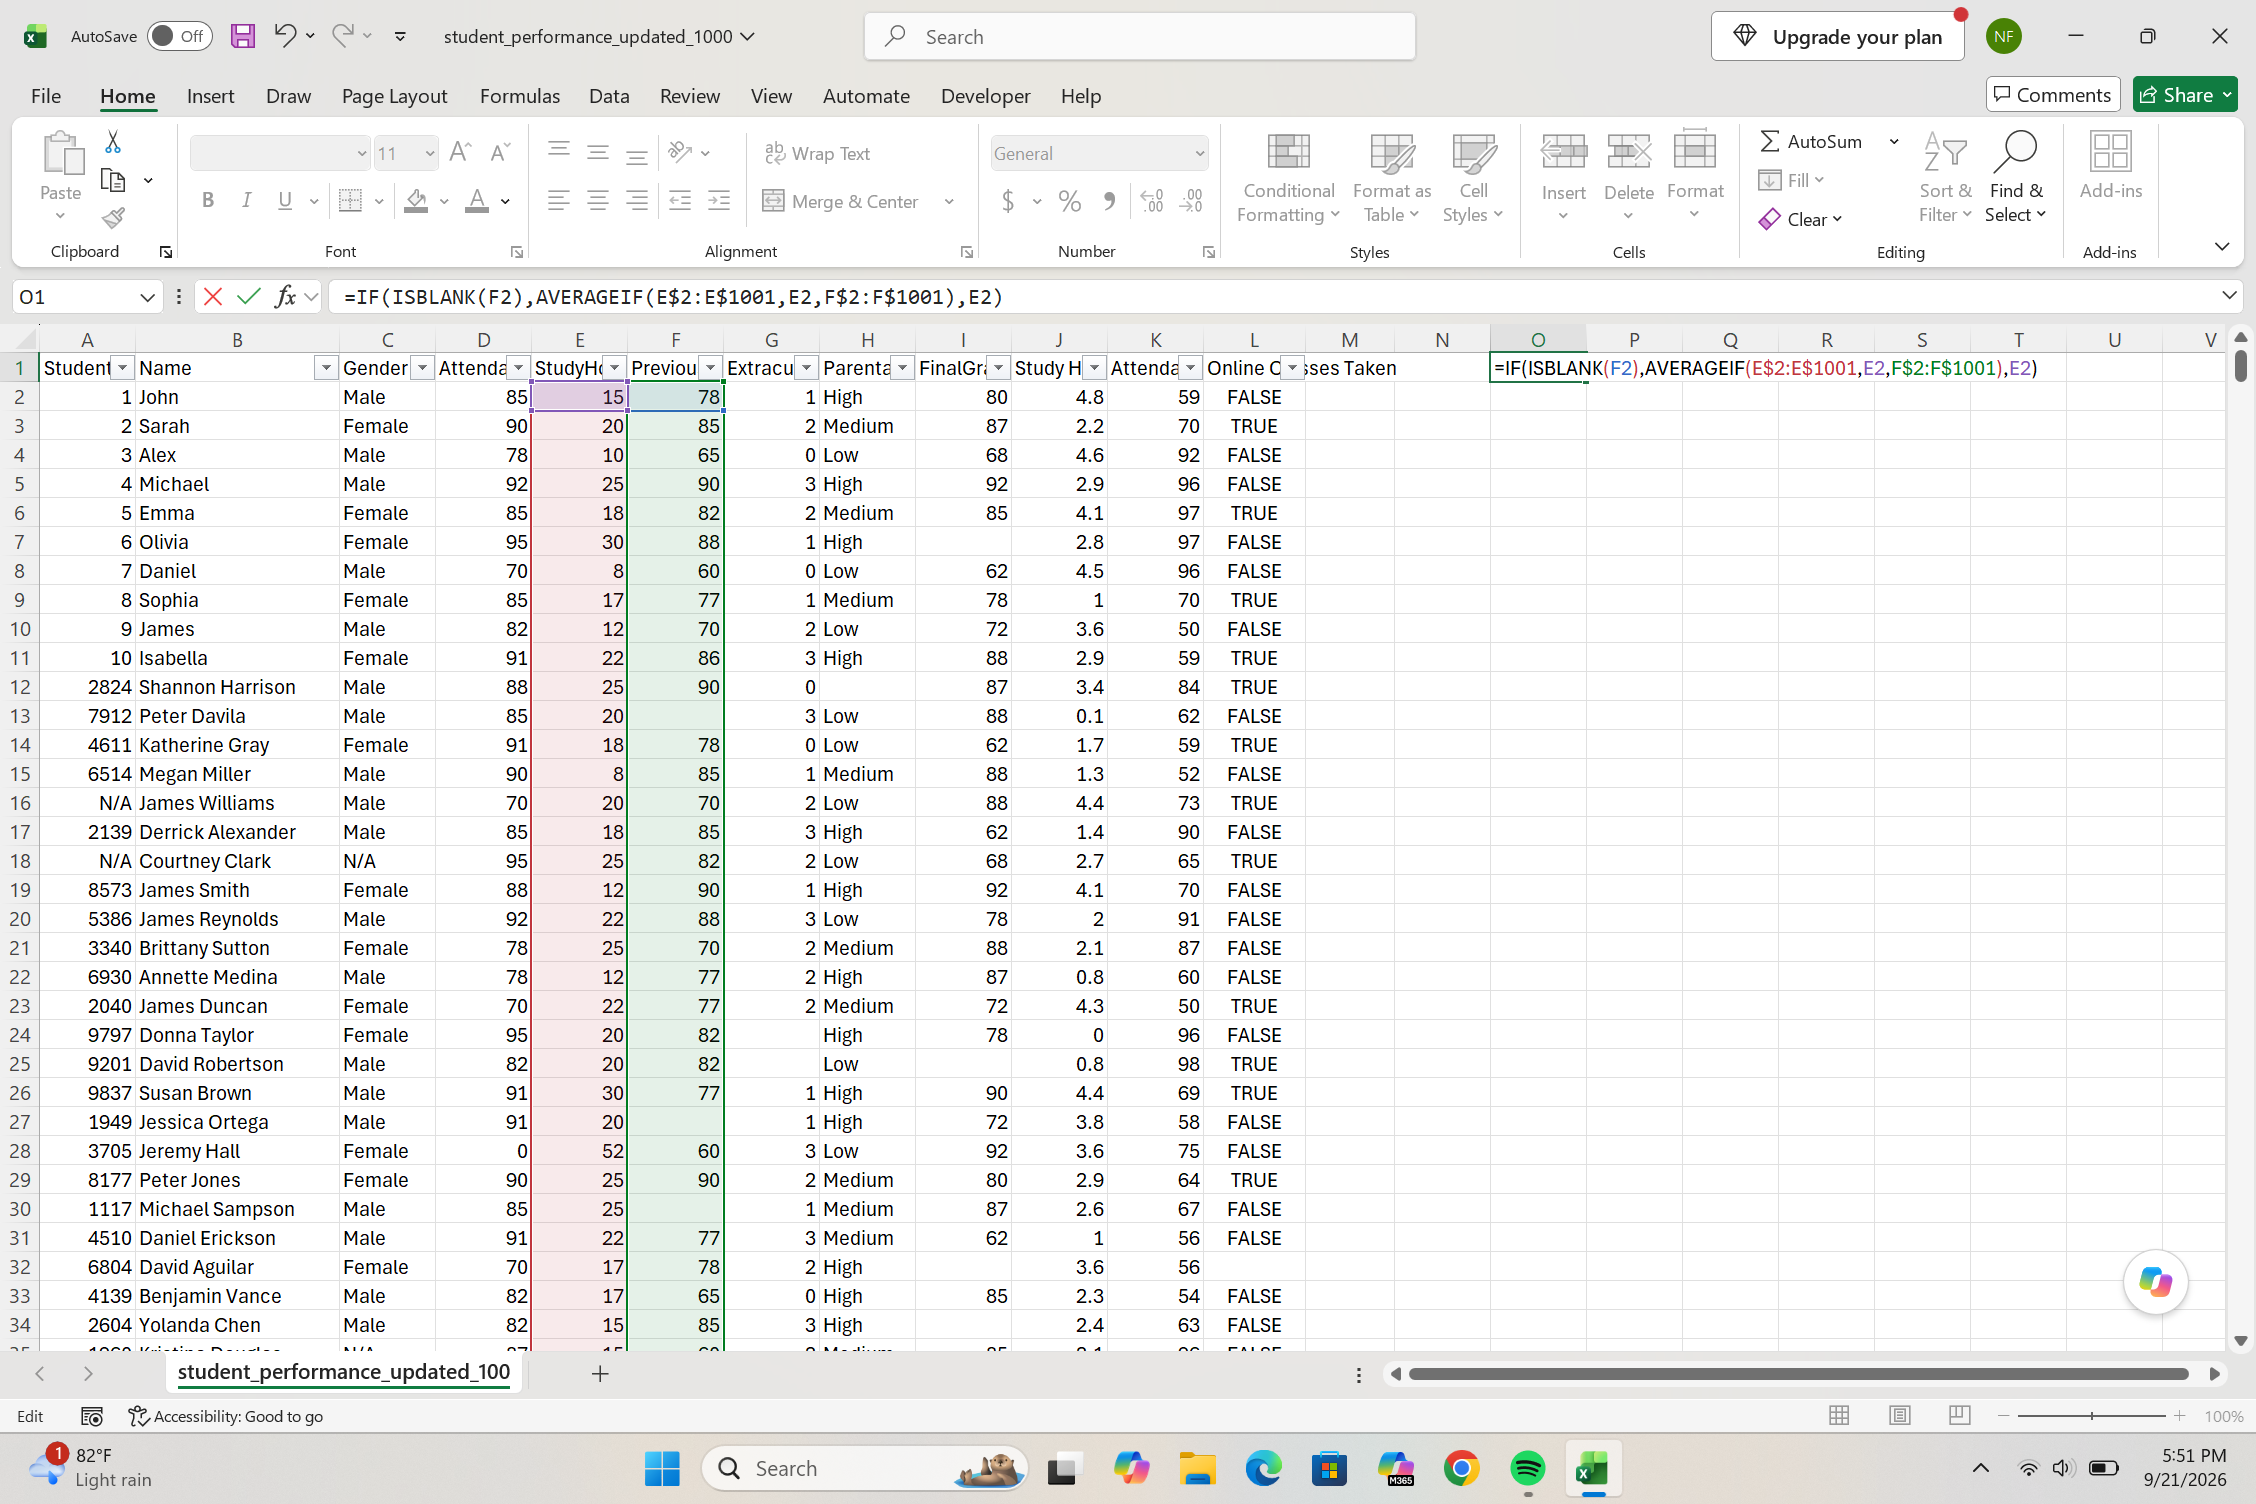 AutoSave Off student_performance_updated_1000 Search Upgrade your plan NF
File Home Insert Draw Page Layout Formulas Data Review View Automate Developer Help Comments Share
Paste 11 A A Wrap Text General AutoSum
Conditional Format as Cell Insert Delete Format Fill Sort & Find & Add-ins
B I U A Merge & Center $ % Formatting Table Styles Clear Filter Select
Clipboard Font Alignment Number Styles Cells Editing Add-ins
O1 fx =IF(ISBLANK(F2),AVERAGEIF(E$2:E$1001,E2,F$2:F$1001),E2)
A B C D E F G H I J K L M N O P Q R S T U V
1 Student Name Gender Attenda StudyHo Previou Extracu Parenta FinalGra Study H Attenda Online C sses Taken =IF(ISBLANK(F2),AVERAGEIF(E$2:E$1001,E2,F$2:F$1001),E2)
2 1 John Male 85 15 78 1 High 80 4.8 59 FALSE
3 2 Sarah Female 90 20 85 2 Medium 87 2.2 70 TRUE
4 3 Alex Male 78 10 65 0 Low 68 4.6 92 FALSE
5 4 Michael Male 92 25 90 3 High 92 2.9 96 FALSE
6 5 Emma Female 85 18 82 2 Medium 85 4.1 97 TRUE
7 6 Olivia Female 95 30 88 1 High 2.8 97 FALSE
8 7 Daniel Male 70 8 60 0 Low 62 4.5 96 FALSE
9 8 Sophia Female 85 17 77 1 Medium 78 1 70 TRUE
10 9 James Male 82 12 70 2 Low 72 3.6 50 FALSE
11 10 Isabella Female 91 22 86 3 High 88 2.9 59 TRUE
12 2824 Shannon Harrison Male 88 25 90 0 87 3.4 84 TRUE
13 7912 Peter Davila Male 85 20 3 Low 88 0.1 62 FALSE
14 4611 Katherine Gray Female 91 18 78 0 Low 62 1.7 59 TRUE
15 6514 Megan Miller Male 90 8 85 1 Medium 88 1.3 52 FALSE
16 N/A James Williams Male 70 20 70 2 Low 88 4.4 73 TRUE
17 2139 Derrick Alexander Male 85 18 85 3 High 62 1.4 90 FALSE
18 N/A Courtney Clark N/A 95 25 82 2 Low 68 2.7 65 TRUE
19 8573 James Smith Female 88 12 90 1 High 92 4.1 70 FALSE
20 5386 James Reynolds Male 92 22 88 3 Low 78 2 91 FALSE
21 3340 Brittany Sutton Female 78 25 70 2 Medium 88 2.1 87 FALSE
22 6930 Annette Medina Male 78 12 77 2 High 87 0.8 60 FALSE
23 2040 James Duncan Female 70 22 77 2 Medium 72 4.3 50 TRUE
24 9797 Donna Taylor Female 95 20 82 High 78 0 96 FALSE
25 9201 David Robertson Male 82 20 82 Low 0.8 98 TRUE
26 9837 Susan Brown Male 91 30 77 1 High 90 4.4 69 TRUE
27 1949 Jessica Ortega Male 91 20 1 High 72 3.8 58 FALSE
28 3705 Jeremy Hall Female 0 52 60 3 Low 92 3.6 75 FALSE
29 8177 Peter Jones Female 90 25 90 2 Medium 80 2.9 64 TRUE
30 1117 Michael Sampson Male 85 25 1 Medium 87 2.6 67 FALSE
31 4510 Daniel Erickson Male 91 22 77 3 Medium 62 1 56 FALSE
32 6804 David Aguilar Female 70 17 78 2 High 3.6 56
33 4139 Benjamin Vance Male 82 17 65 0 High 85 2.3 54 FALSE
34 2604 Yolanda Chen Male 82 15 85 3 High 2.4 63 FALSE
student_performance_updated_100
Edit Accessibility: Good to go 100%
1 82°F Light rain Search M365 5:51 PM
9/21/2026